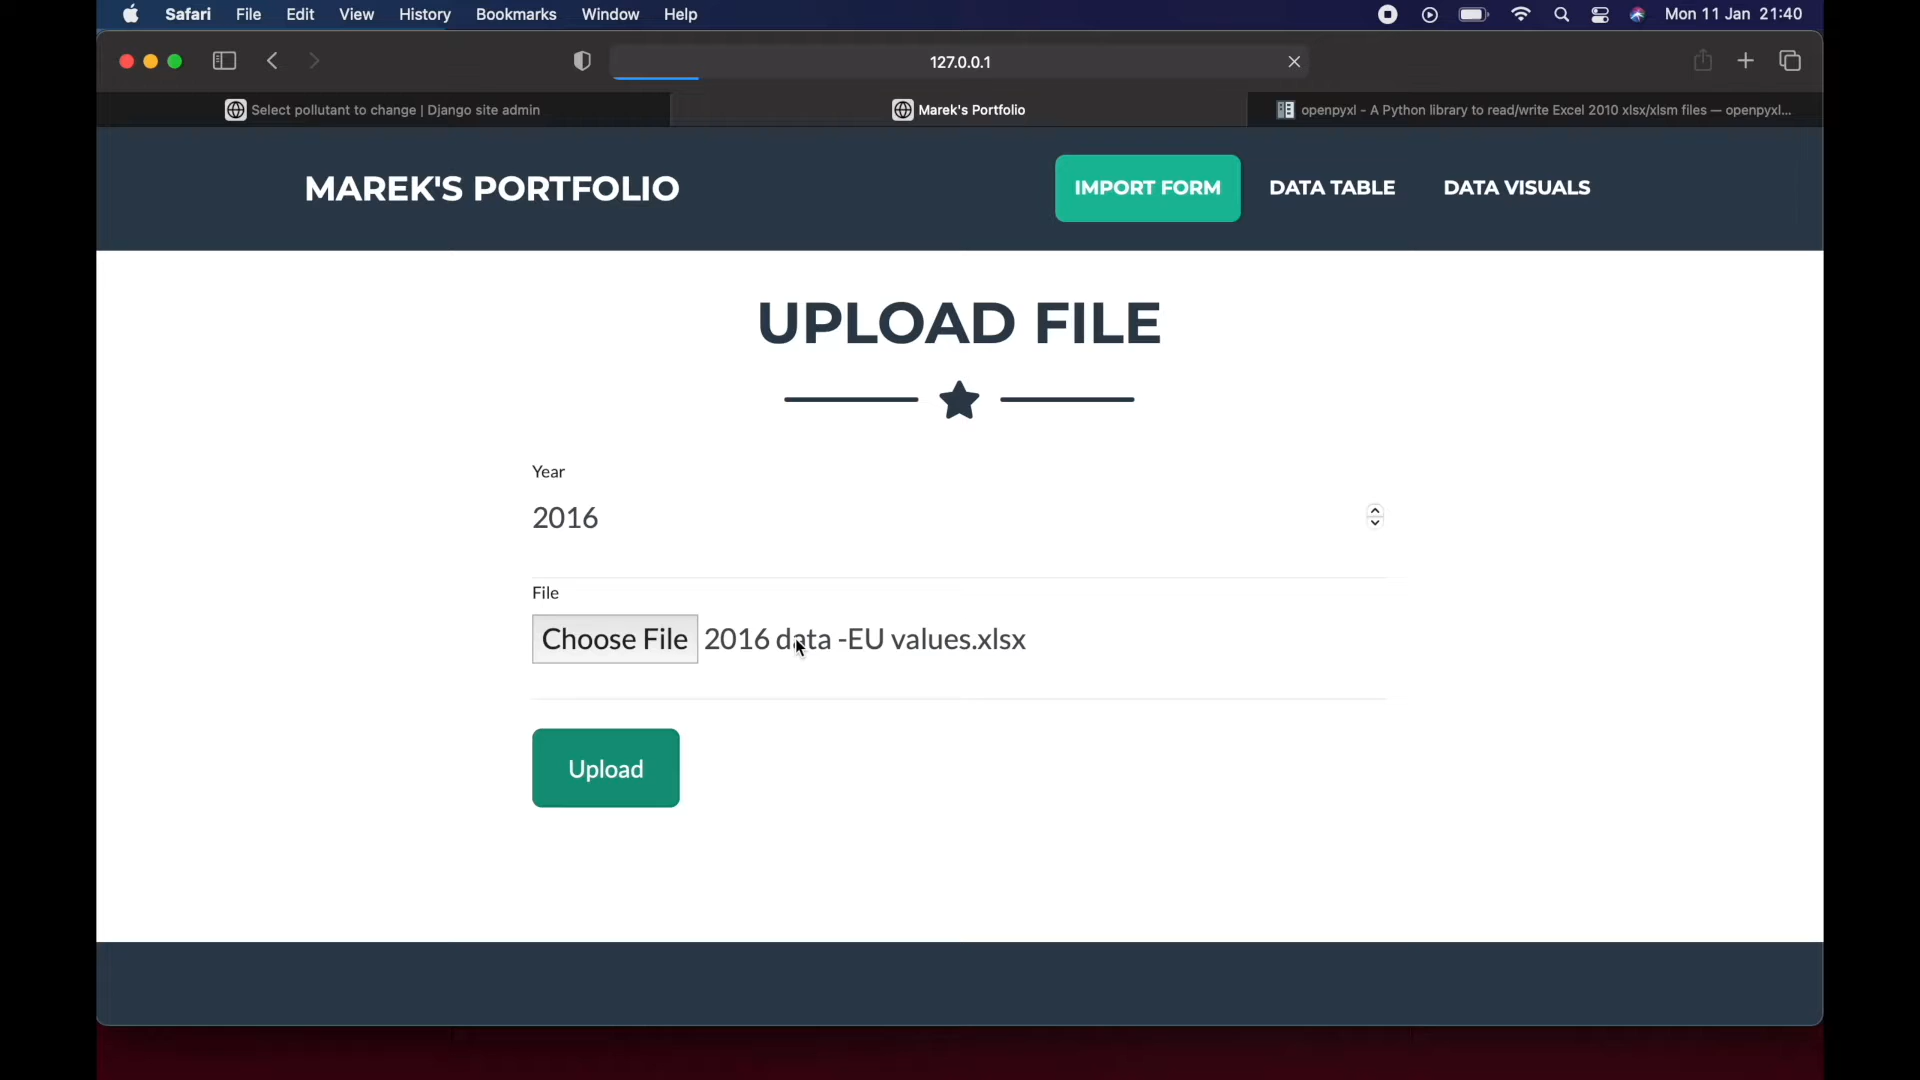 Safari File Edit View History Bookmarks Window Help Mon 11 Jan 21:40
127.0.0.1
Select pollutant to change | Django site admin Marek's Portfolio openpyxl - A Python library to read/write Excel 2010 xlsx/xlsm files — openpyxl...
MAREK'S PORTFOLIO IMPORT FORM DATA TABLE DATA VISUALS
UPLOAD FILE
Year
2016
File
Choose File 2016 data -EU values.xlsx
Upload